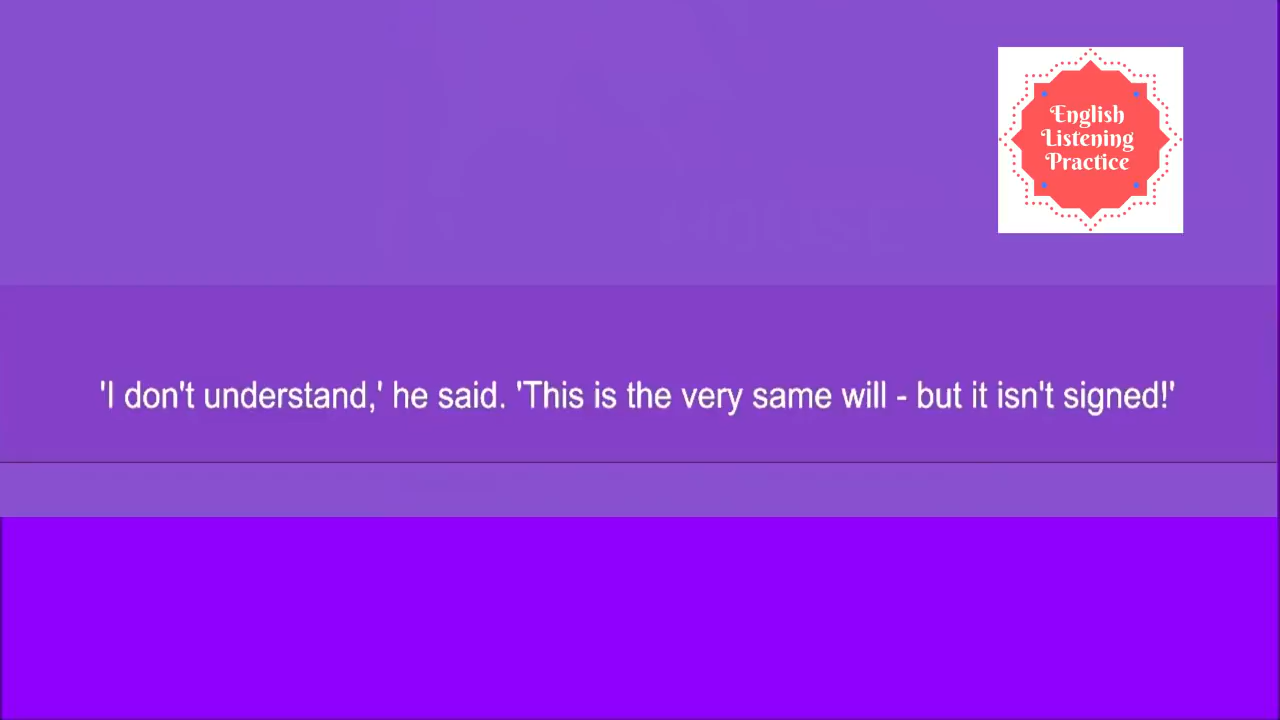 English
Listening
Practice
'I don't understand,' he said. 'This is the very same will - but it isn't signed!'